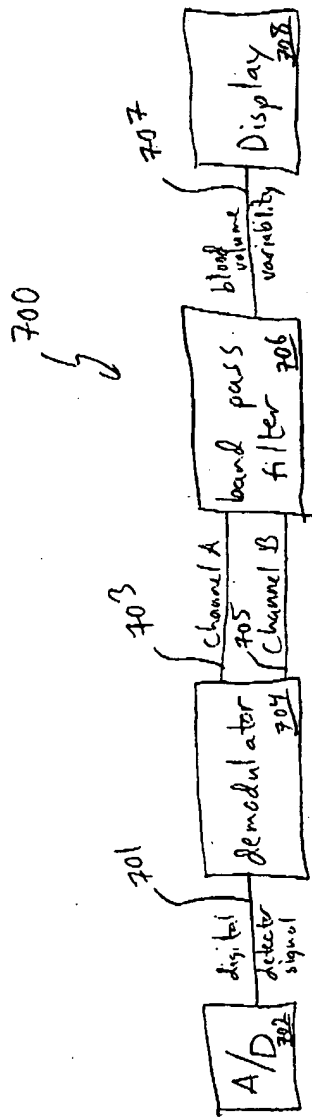 700
A/D
702
digital
detector
signal
701
demodulator
704
703
Channel A
705
Channel B
band pass
filter
706
blood
volume
variability
707
Display
708